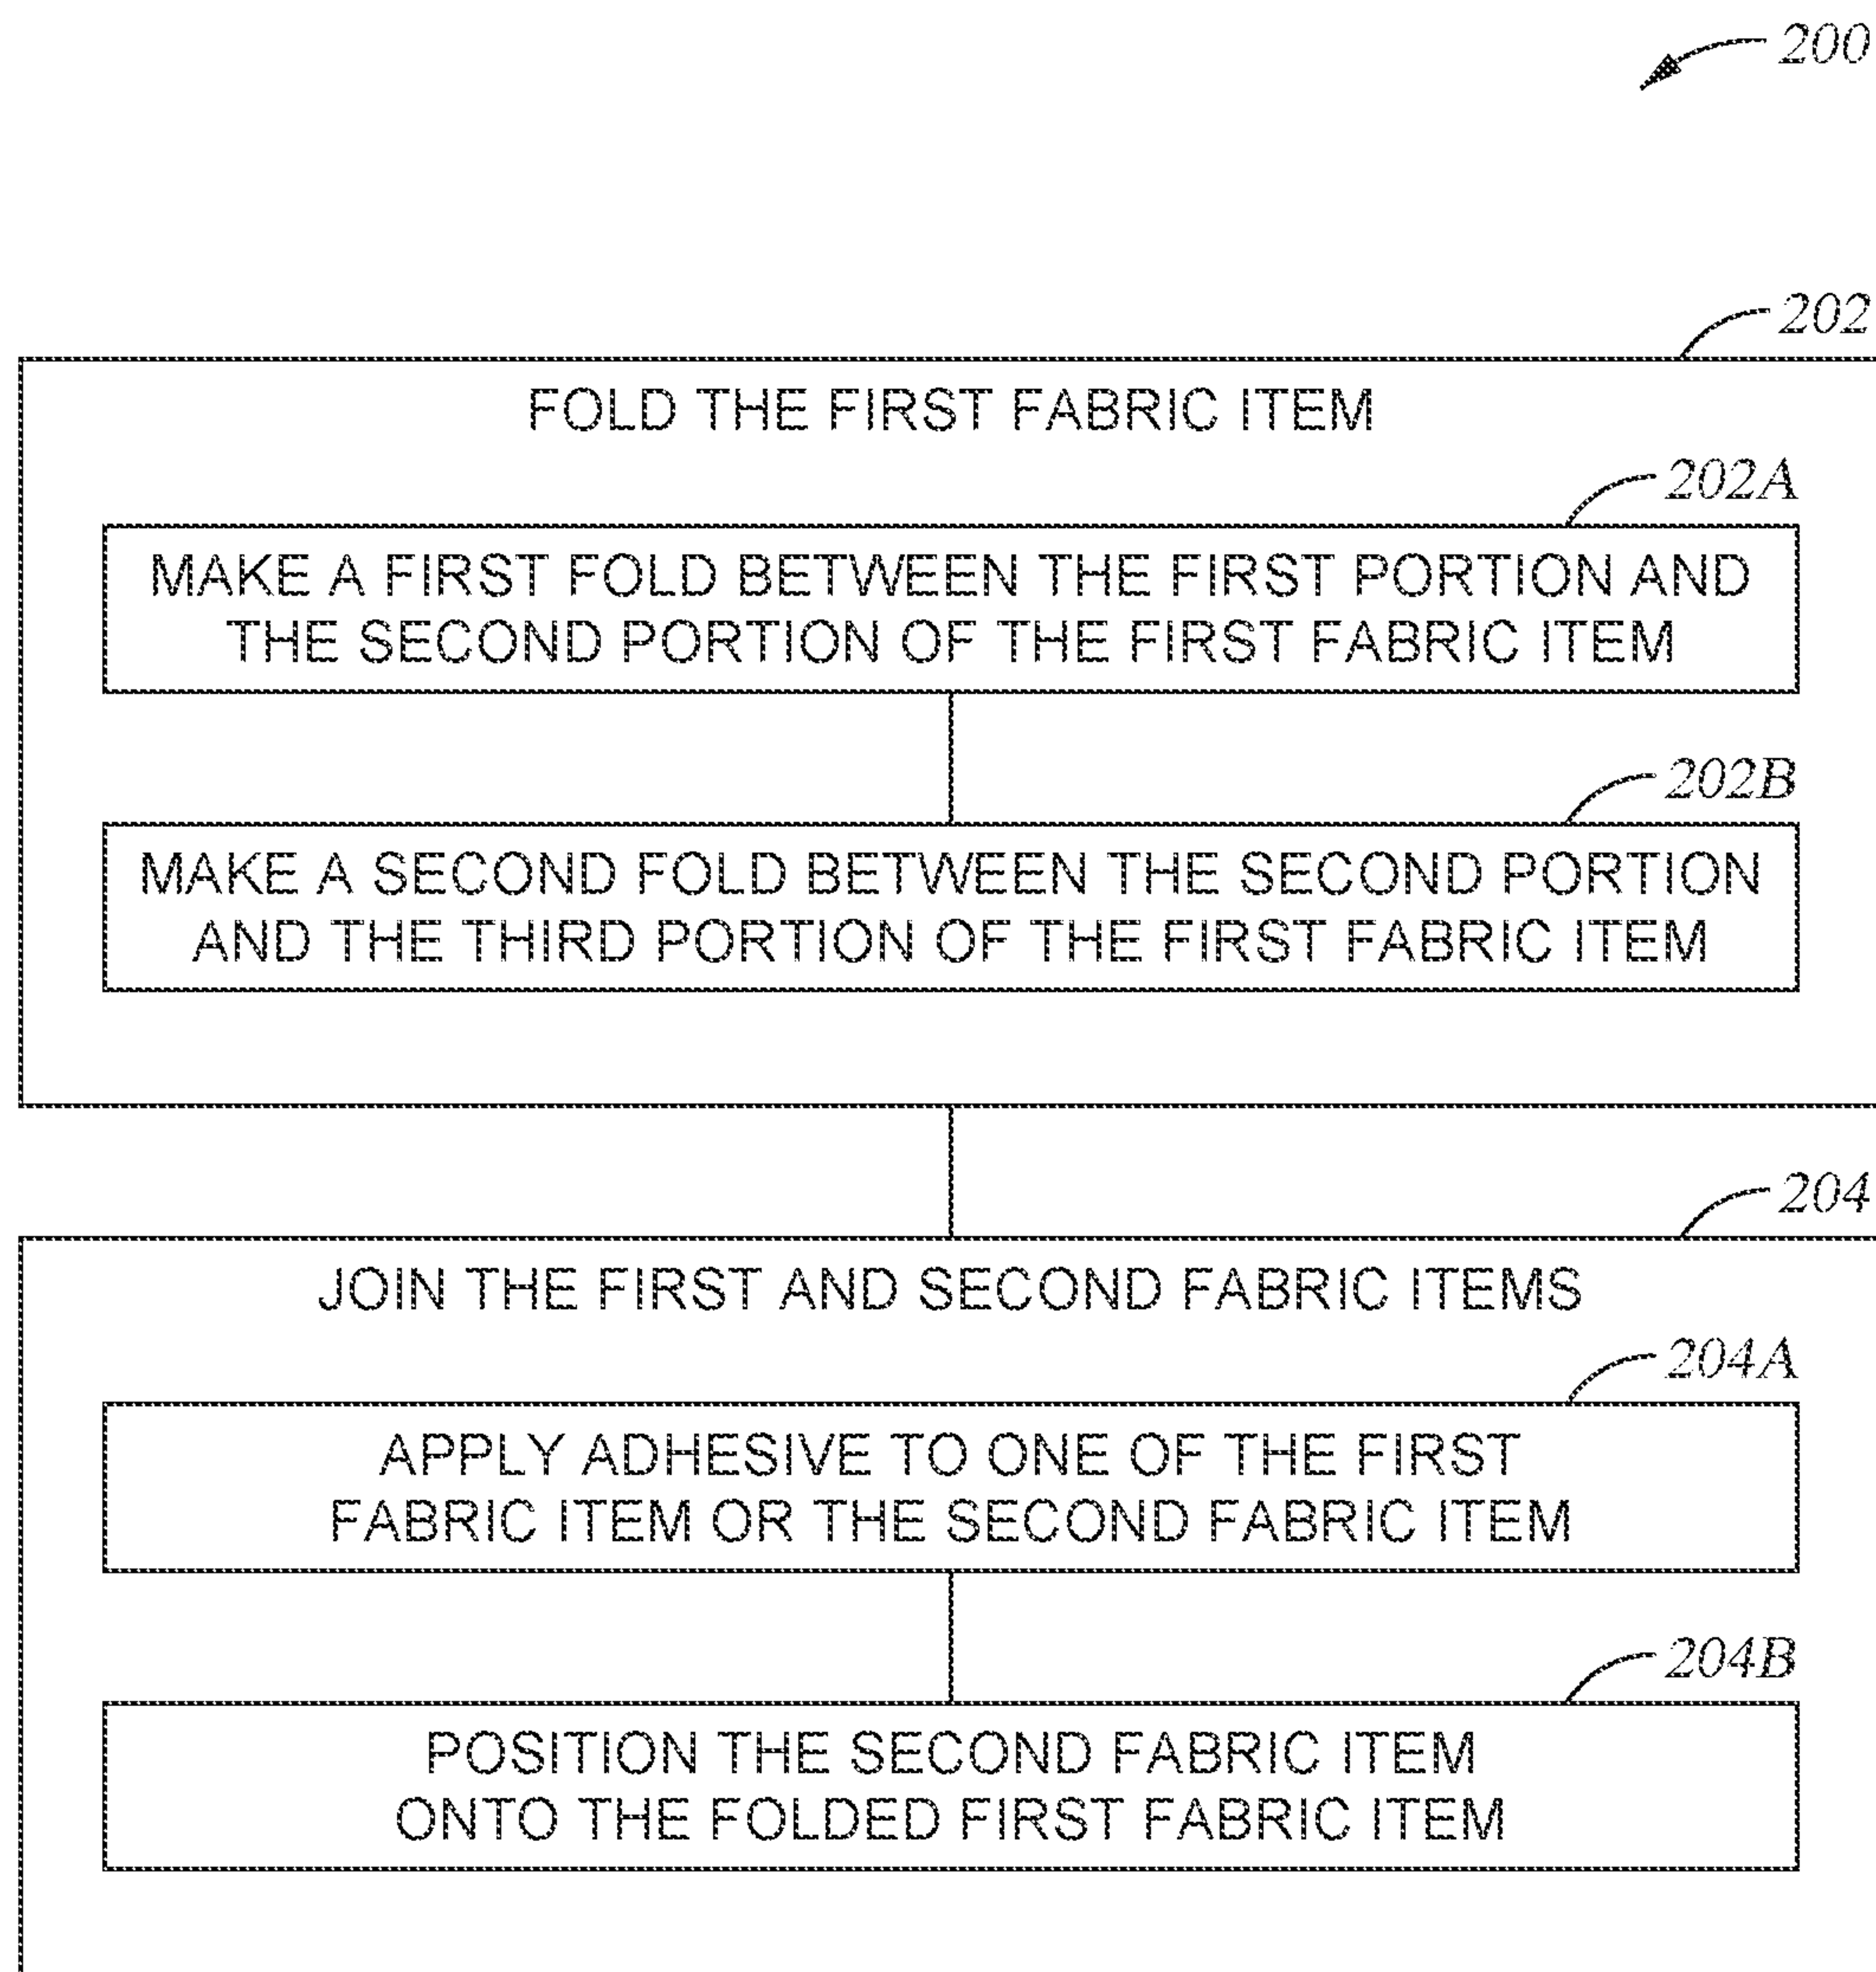 200
202
FOLD THE FIRST FABRIC ITEM
202A
MAKE A FIRST FOLD BETWEEN THE FIRST PORTION AND
THE SECOND PORTION OF THE FIRST FABRIC ITEM
202B
MAKE A SECOND FOLD BETWEEN THE SECOND PORTION
AND THE THIRD PORTION OF THE FIRST FABRIC ITEM
204
JOIN THE FIRST AND SECOND FABRIC ITEMS
204A
APPLY ADHESIVE TO ONE OF THE FIRST
FABRIC ITEM OR THE SECOND FABRIC ITEM
204B
POSITION THE SECOND FABRIC ITEM
ONTO THE FOLDED FIRST FABRIC ITEM